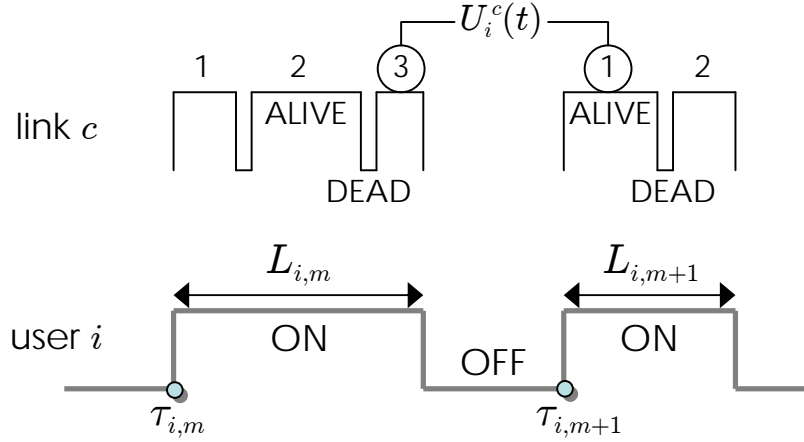 U_i^c(t)
1 2 3 1 2
link c ALIVE ALIVE
DEAD DEAD
L_{i,m} L_{i,m+1}
user i ON OFF ON
τ_{i,m} τ_{i,m+1}